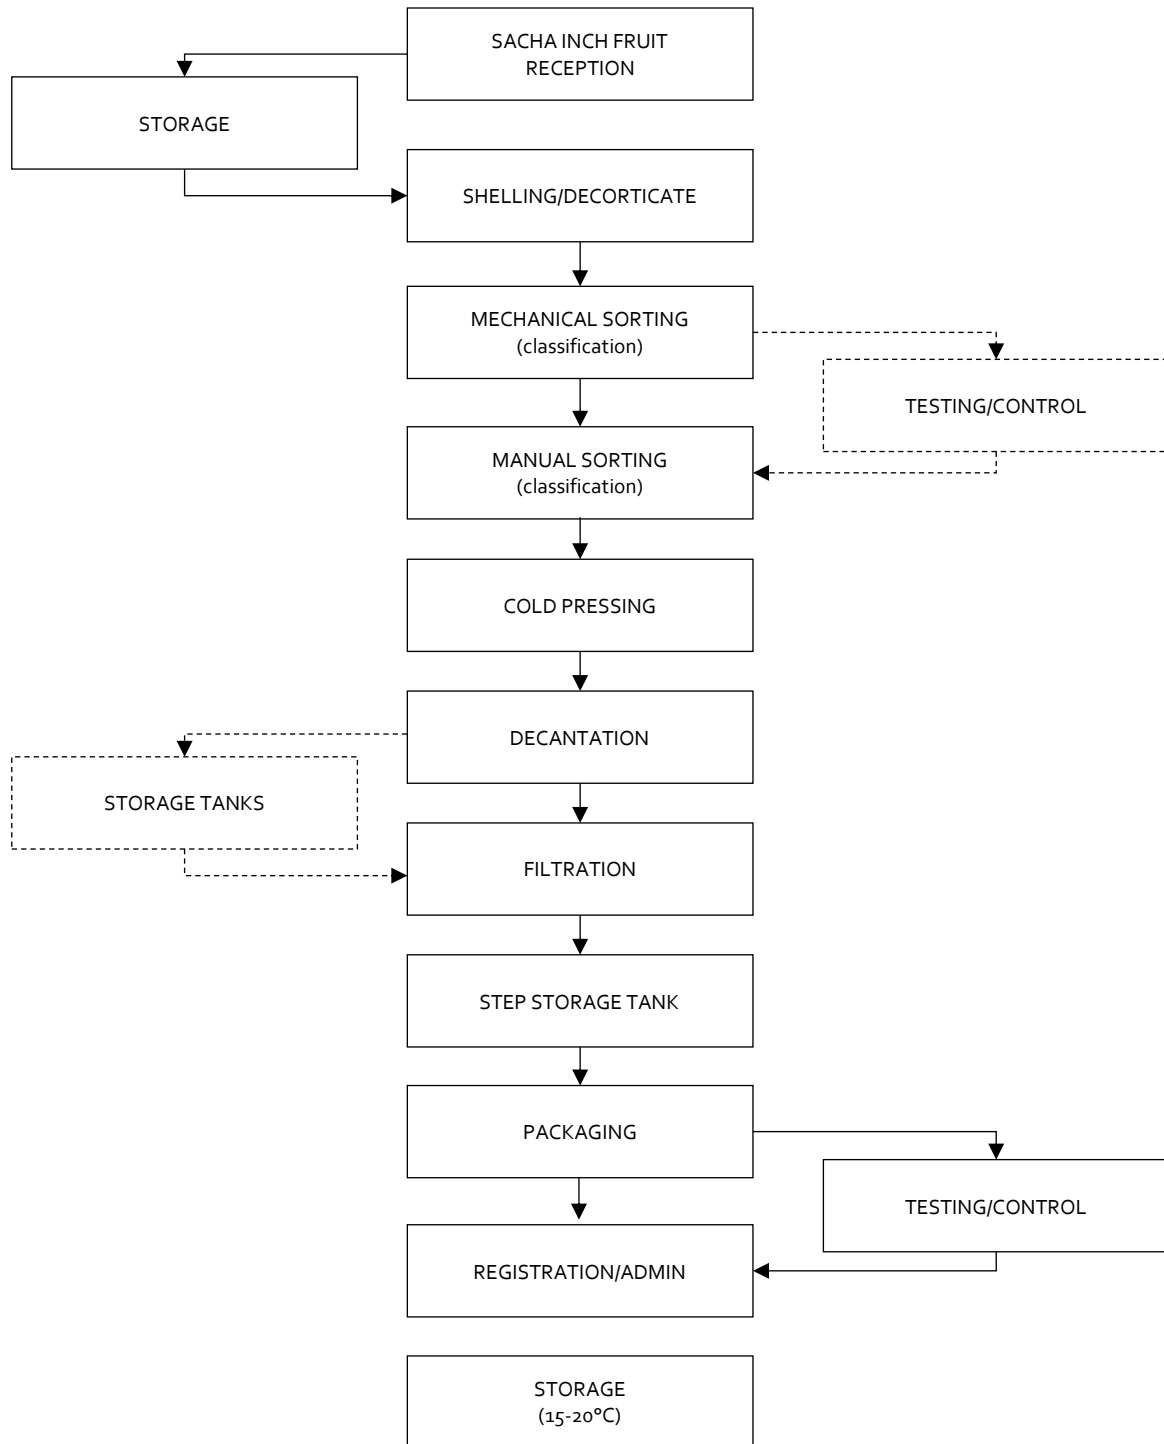 SACHA INCH FRUIT
RECEPTION
STORAGE
SHELLING/DECORTICATE
MECHANICAL SORTING
(classification)
TESTING/CONTROL
MANUAL SORTING
(classification)
COLD PRESSING
DECANTATION
STORAGE TANKS
FILTRATION
STEP STORAGE TANK
PACKAGING
TESTING/CONTROL
REGISTRATION/ADMIN
STORAGE
(15-20°C)